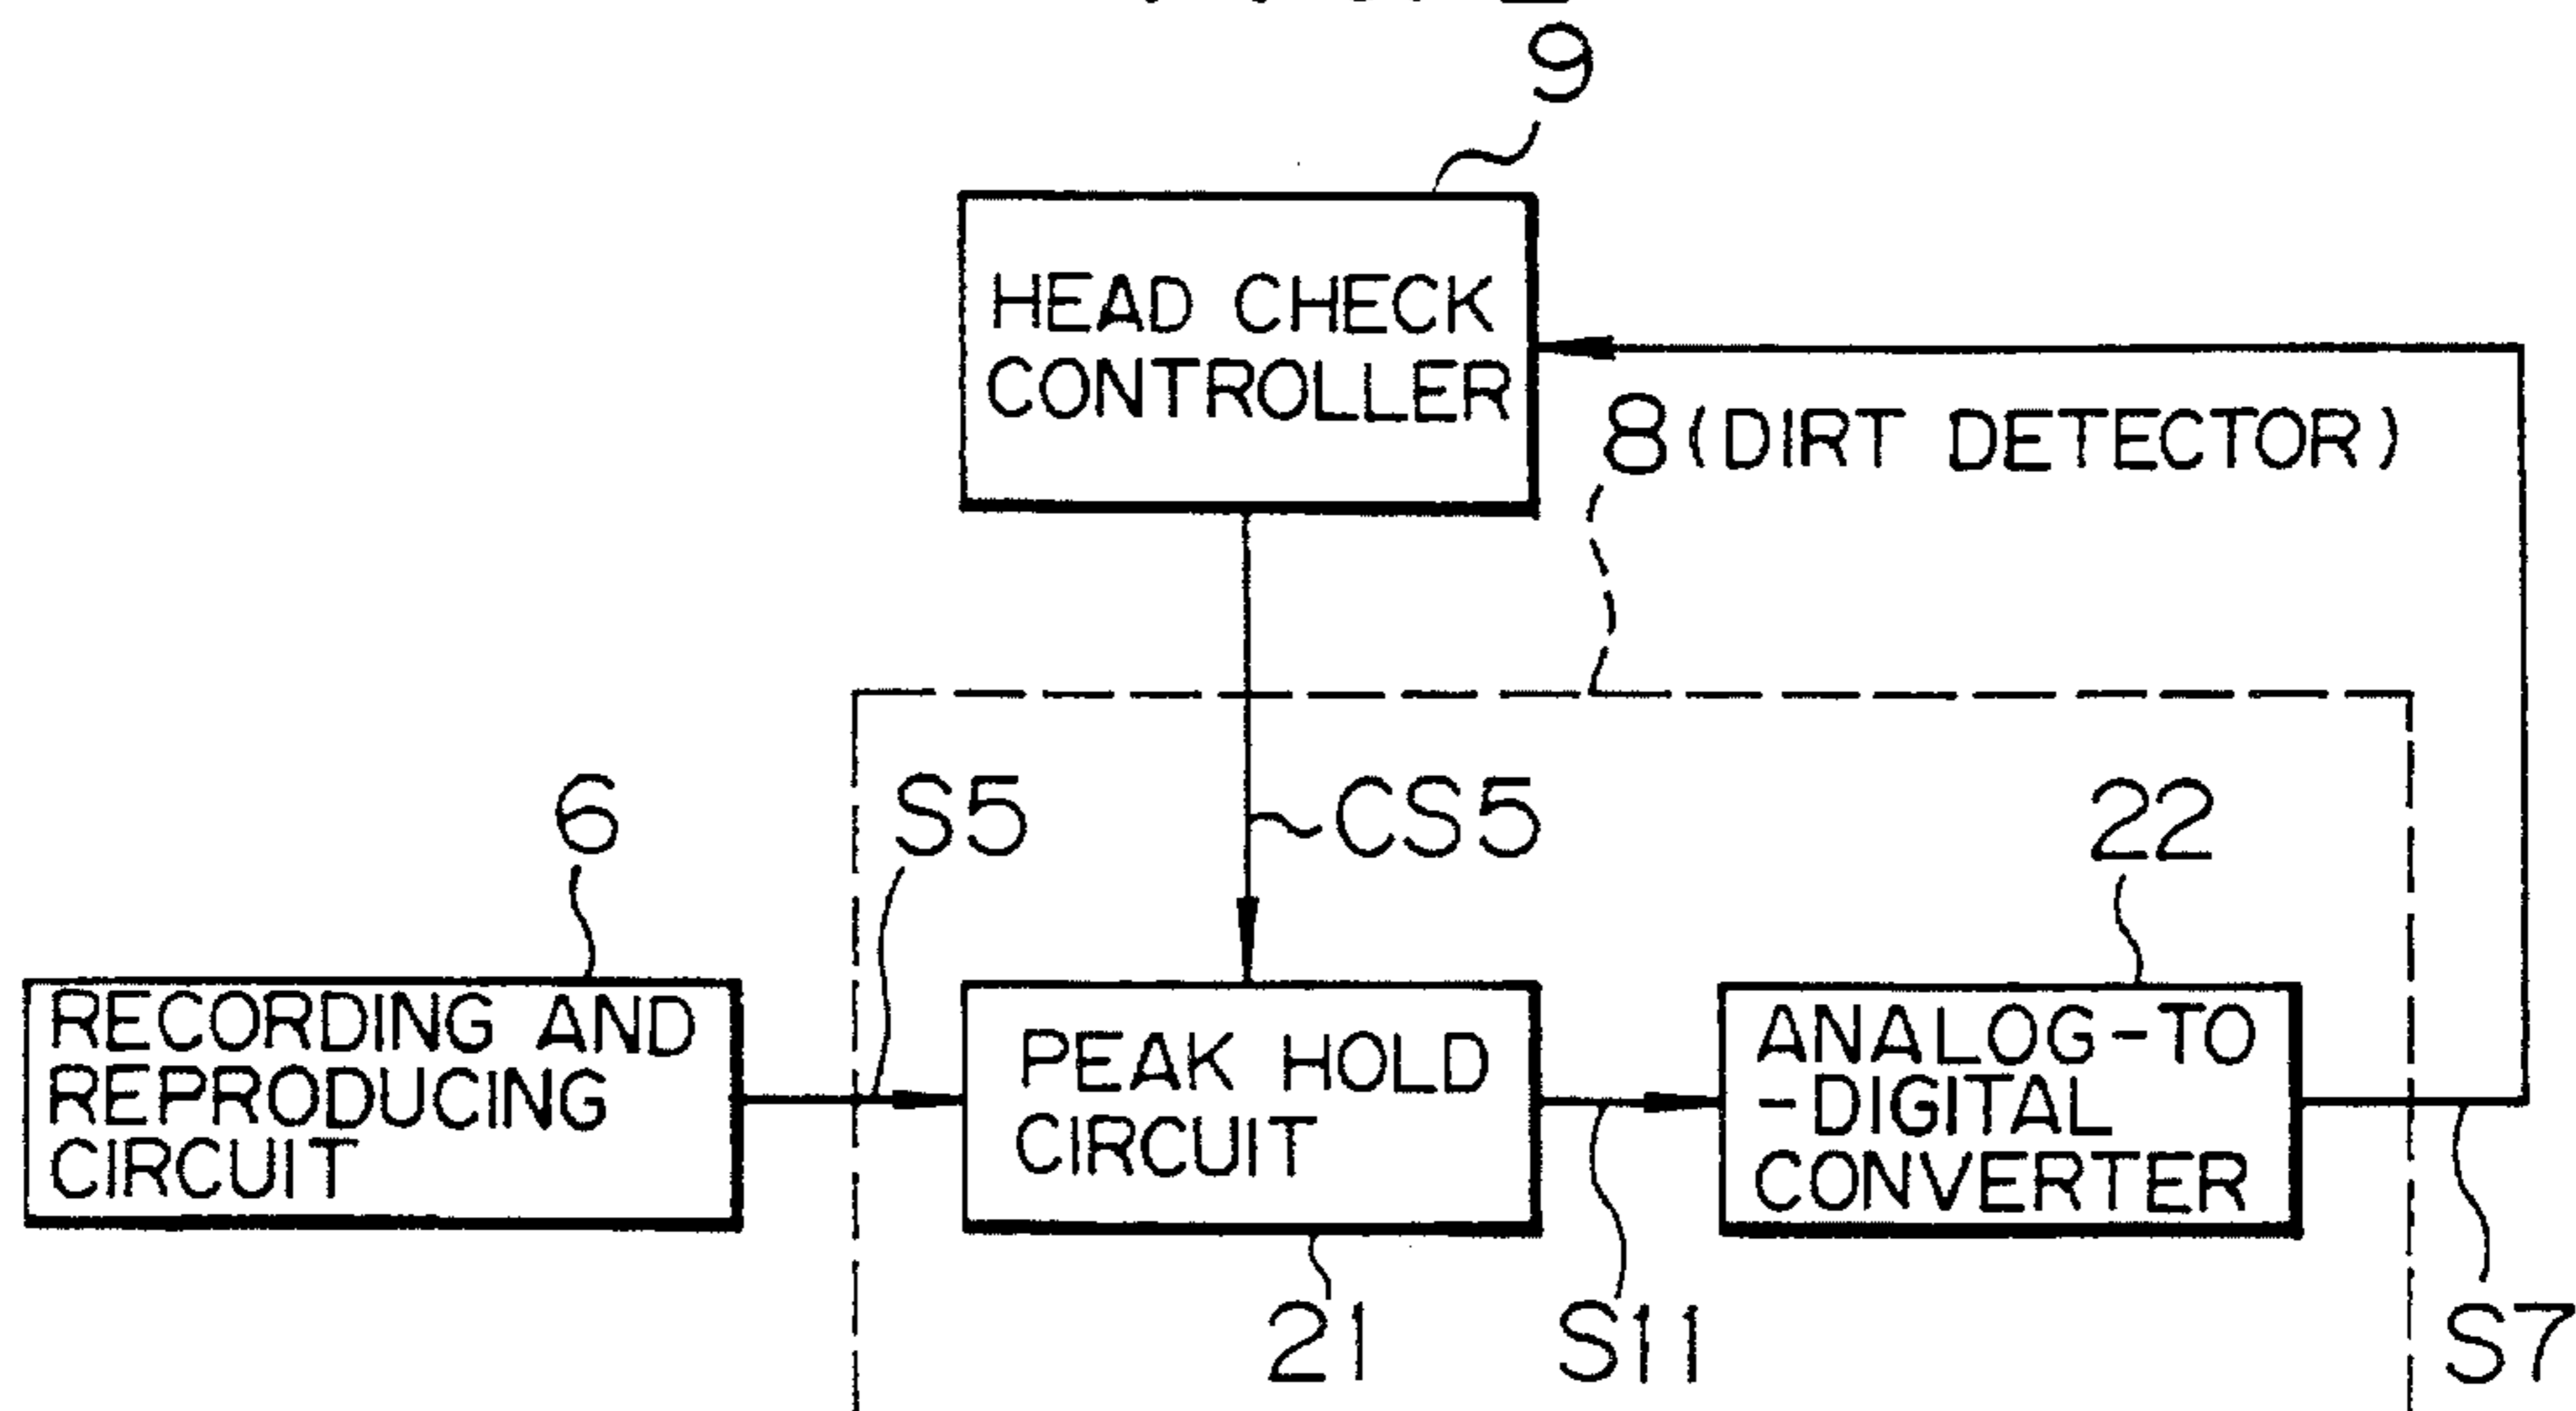 9
HEAD CHECK
CONTROLLER
8 (DIRT DETECTOR)
6
S5
CS5
22
RECORDING AND
REPRODUCING
CIRCUIT
PEAK HOLD
CIRCUIT
ANALOG-TO
-DIGITAL
CONVERTER
21
S11
S7